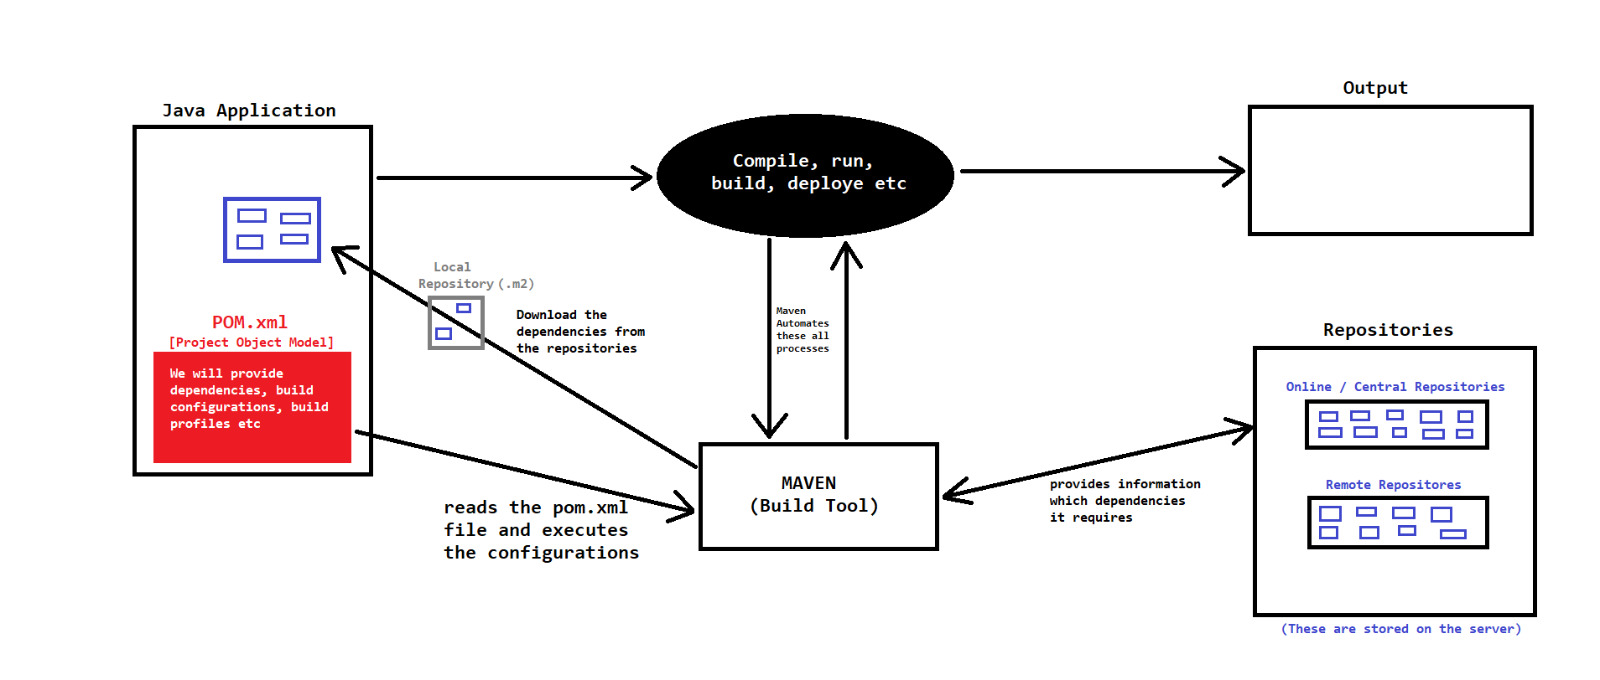 Java Application
POM.xml
[Project Object Model]
We will provide
dependencies, build
configurations, build
profiles etc
Local
Repository (.m2)
Download the
dependencies from
the repositories
reads the pom.xml
file and executes
the configurations
Compile, run,
build, deploye etc
Maven
Automates
these all
processes
MAVEN
(Build Tool)
provides information
which dependencies
it requires
Output
Repositories
Online / Central Repositories
Remote Repositores
(These are stored on the server)